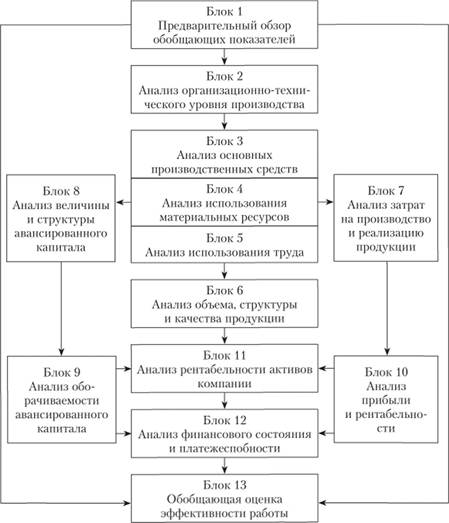 Блок 1
Предварительный обзор
обобщающих показателей
Блок 2
Анализ организационно-техни-
ческого уровня производства
Блок 3
Анализ основных
производственных средств
Блок 8
Анализ величины
и структуры
авансированного
капитала
Блок 4
Анализ использования
материальных ресурсов
Блок 7
Анализ затрат
на производство
и реализацию
продукции
Блок 5
Анализ использования труда
Блок 6
Анализ объема, структуры
и качества продукции
Блок 9
Анализ обо-
рачиваемости
авансированного
капитала
Блок 11
Анализ рентабельности активов
компании
Блок 10
Анализ
прибыли
и рентабельно-
сти
Блок 12
Анализ финансового состояния
и платежеспобности
Блок 13
Обобщающая оценка
эффективности работы